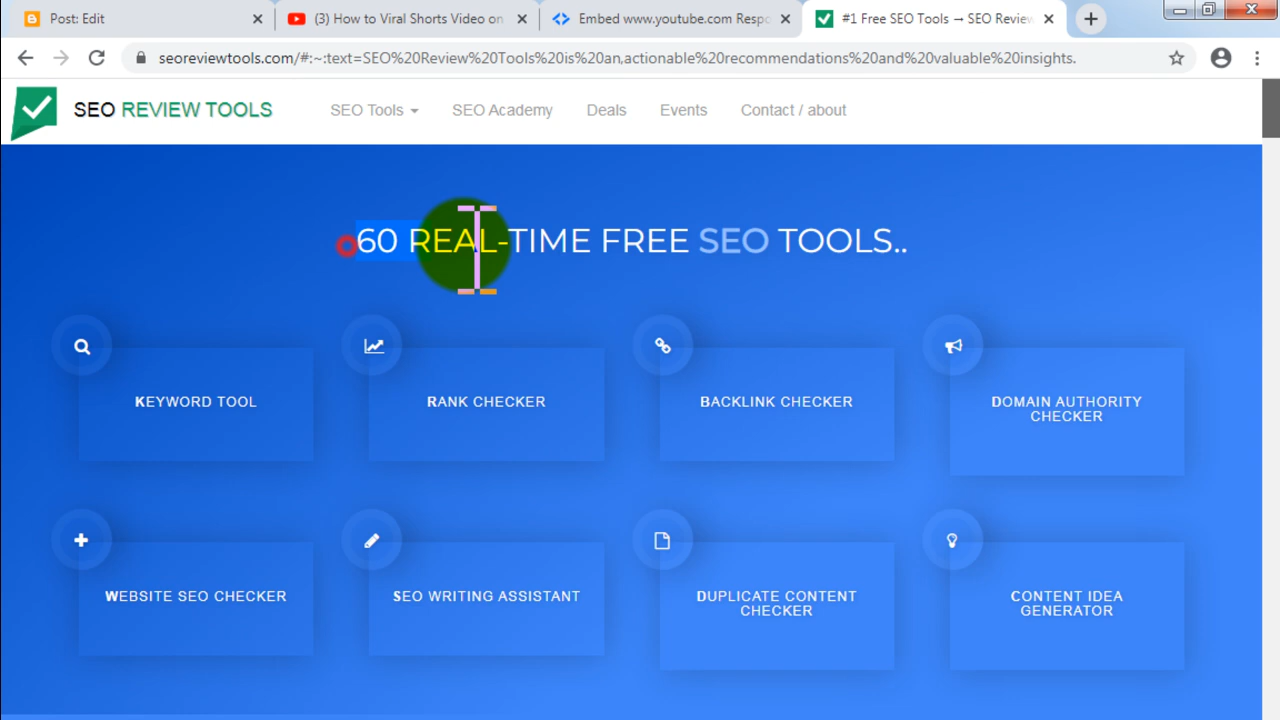 Post: Edit
(3) How to Viral Shorts Video on
Embed www.youtube.com Respo
#1 Free SEO Tools → SEO Review
seoreviewtools.com/#:~:text=SEO%20Review%20Tools%20is%20an,actionable%20recommendations%20and%20valuable%20insights.
SEO REVIEW TOOLS
SEO Tools
SEO Academy
Deals
Events
Contact / about
60 REAL-TIME FREE SEO TOOLS..
KEYWORD TOOL
RANK CHECKER
BACKLINK CHECKER
DOMAIN AUTHORITY
CHECKER
WEBSITE SEO CHECKER
SEO WRITING ASSISTANT
DUPLICATE CONTENT
CHECKER
CONTENT IDEA
GENERATOR